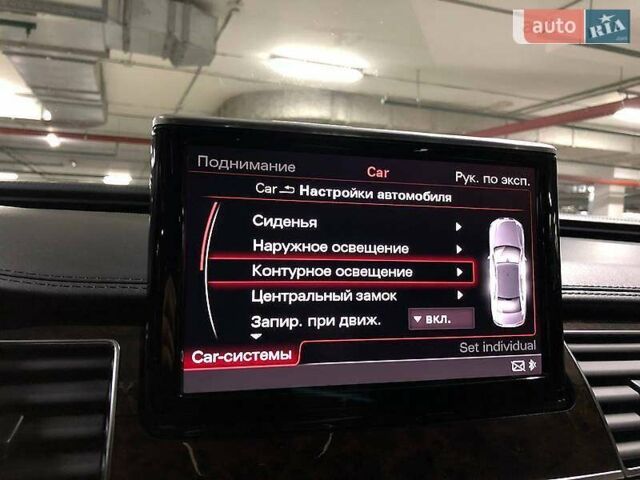 auto RIA.com
Поднимание
Car
Рук. по эксп.
Car Настройки автомобиля
Сиденья
Наружное освещение
Контурное освещение
Центральный замок
Запир. при движ. вкл.
Car-системы
Set individual